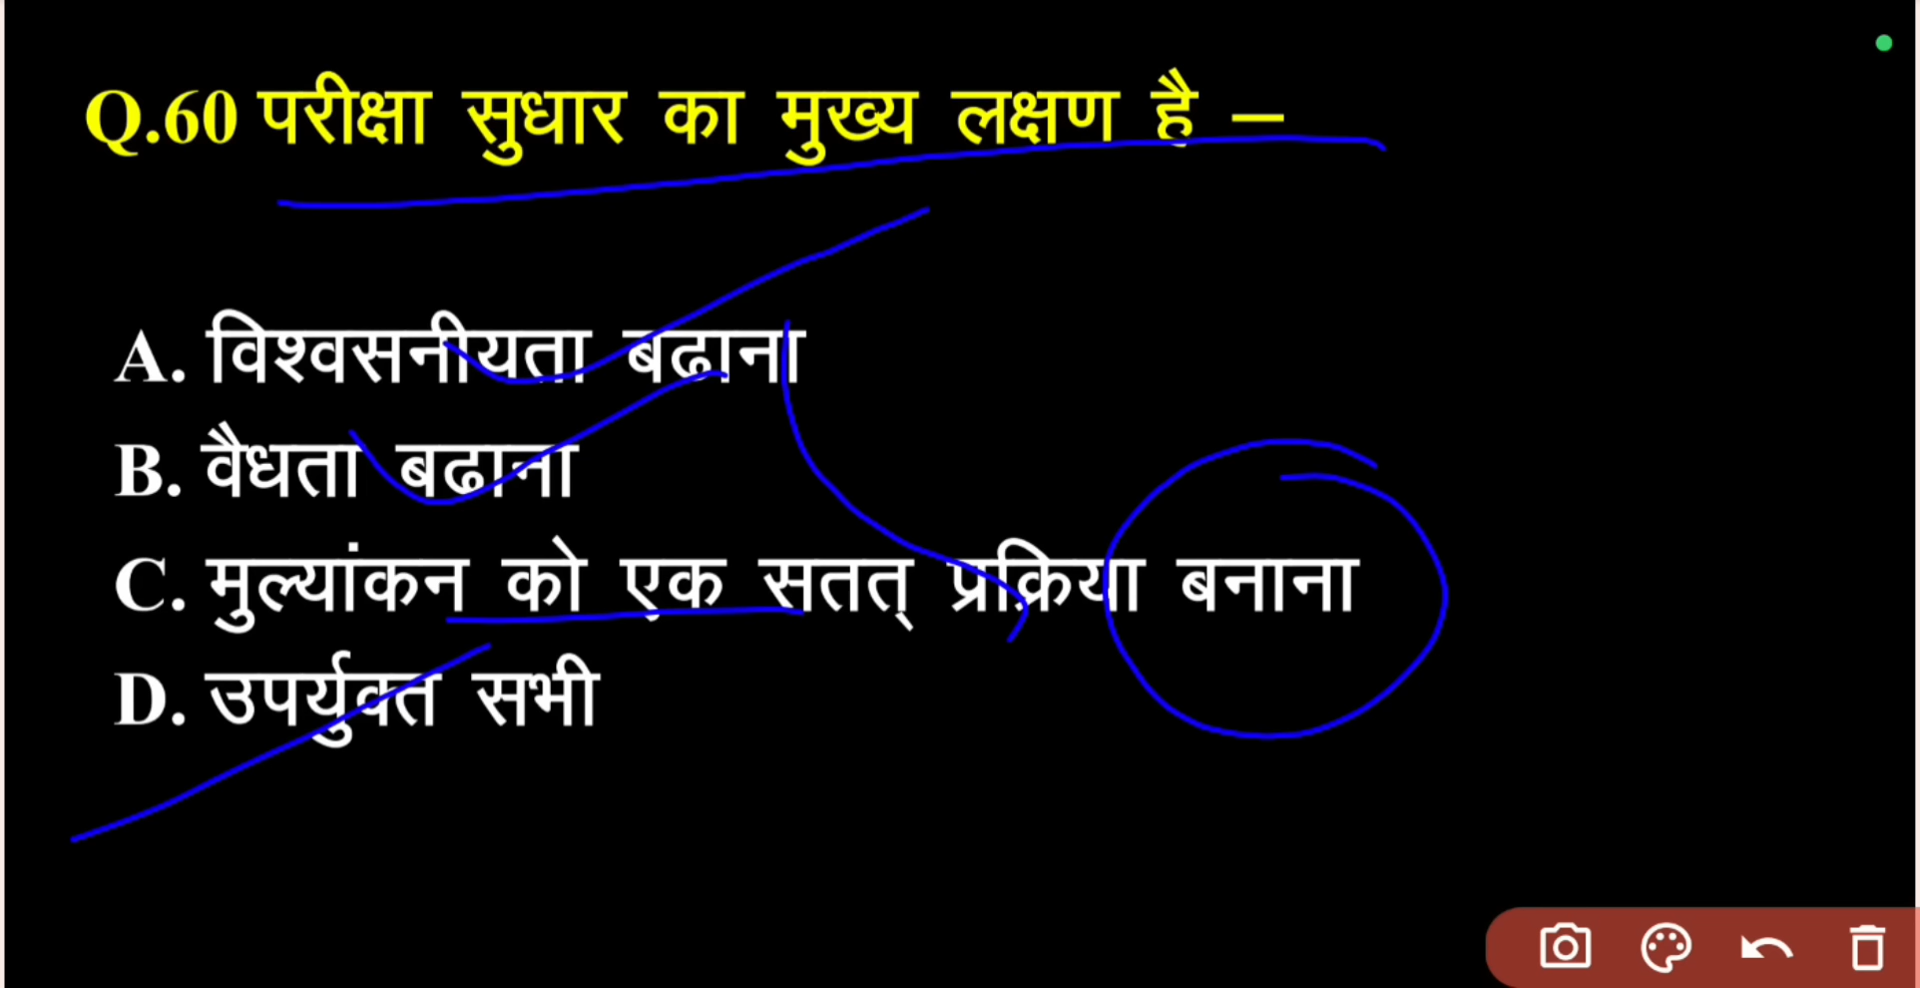 Q.60 परीक्षा सुधार का मुख्य लक्षण है –
A. विश्वसनीयता बढाना
B. वैधता बढाना
C. मुल्यांकन को एक सतत् प्रक्रिया बनाना
D. उपर्युक्त सभी